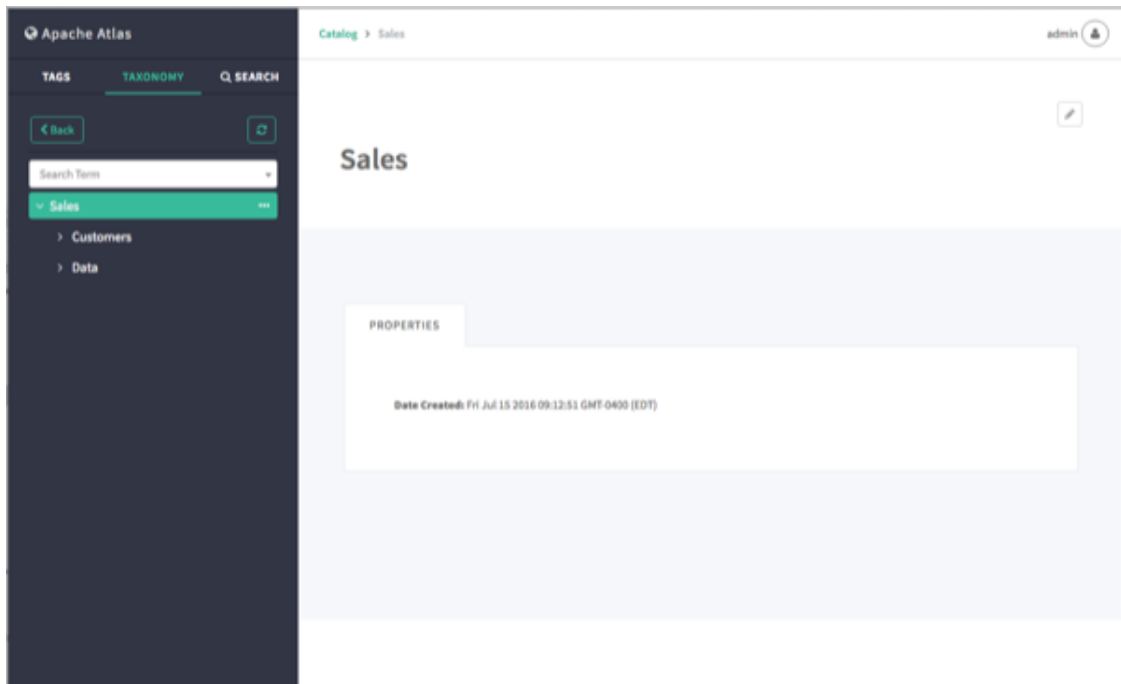 Apache Atlas
TAGS TAXONOMY SEARCH
Back
Search Term
Sales
Customers
Data
Catalog > Sales
admin
Sales
PROPERTIES
Date Created: Fri Jul 15 2016 09:12:51 GMT-0400 (EDT)